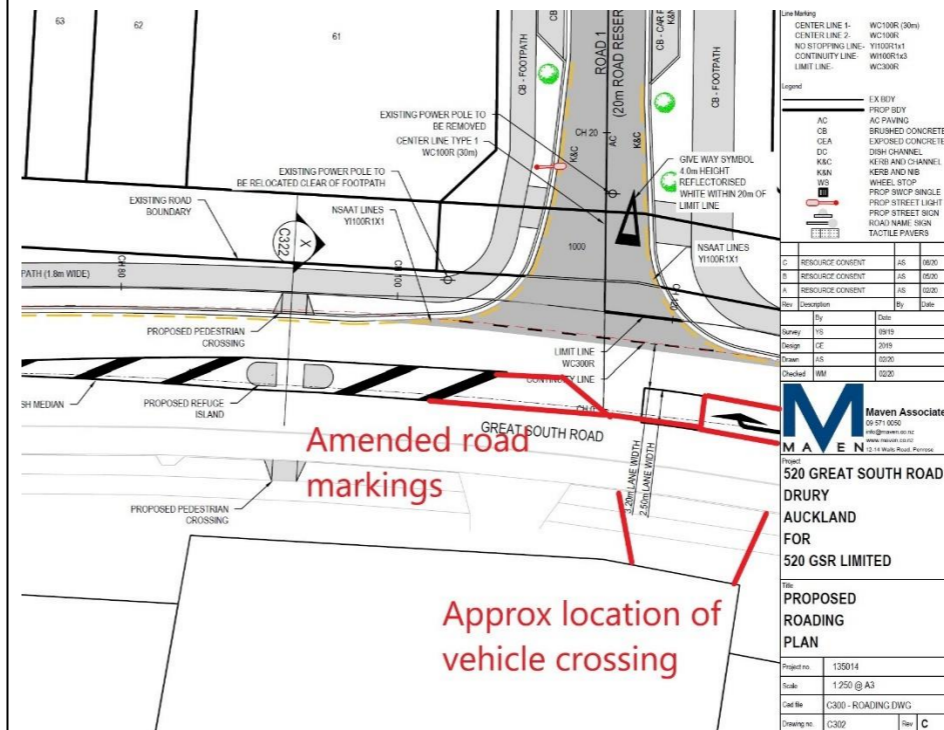 63
62
61
CB - FOOTPATH
ROAD 1
(20m ROAD RESER
CB - CAR P
K&N
CB - FOOTPATH
EXISTING POWER POLE TO
BE REMOVED
CH 20
AC
CENTER LINE TYPE 1
WC100R (30m)
K&C
K&C
EXISTING POWER POLE TO
BE RELOCATED CLEAR OF FOOTPATH
GIVE WAY SYMBOL
4.0m HEIGHT
REFLECTORISED
WHITE WITHIN 20m OF
LIMIT LINE
EXISTING ROAD
BOUNDARY
NSAAT LINES
YI100R1X1
C322
X
1000
NSAAT LINES
YI100R1X1
PATH (1.8m WIDE)
CH 80
CH 100
PROPOSED PEDESTRIAN
CROSSING
LIMIT LINE
WC300R
CONTINUITY LINE
SH MEDIAN
PROPOSED REFUGE
ISLAND
GREAT SOUTH ROAD
Amended road
markings
3.20m LANE WIDTH
2.50m LANE WIDTH
PROPOSED PEDESTRIAN
CROSSING
Approx location of
vehicle crossing
Line Marking
CENTER LINE 1- WC100R (30m)
CENTER LINE 2- WC100R
NO STOPPING LINE- YI100R1x1
CONTINUITY LINE- WI100R1x3
LIMIT LINE- WC300R
Legend
EX BDY
PROP BDY
AC AC PAVING
CB BRUSHED CONCRETE
CEA EXPOSED CONCRETE
DC DISH CHANNEL
K&C KERB AND CHANNEL
K&N KERB AND NIB
WS WHEEL STOP
PROP SWCP SINGLE
PROP STREET LIGHT
PROP STREET SIGN
ROAD NAME SIGN
TACTILE PAVERS
C RESOURCE CONSENT AS 08/20
B RESOURCE CONSENT AS 05/20
A RESOURCE CONSENT AS 02/20
Rev Description By Date
By Date
Survey YS 09/19
Design CE 2019
Drawn AS 02/20
Checked WM 02/20
MAVEN
Maven Associate
09 571 0050
info@maven.co.nz
www.maven.co.nz
12-14 Walls Road, Penrose
Project
520 GREAT SOUTH ROAD
DRURY
AUCKLAND
FOR
520 GSR LIMITED
Title
PROPOSED
ROADING
PLAN
Project no. 135014
Scale 1:250 @ A3
Cad file C300 - ROADING.DWG
Drawing no. C302 Rev C